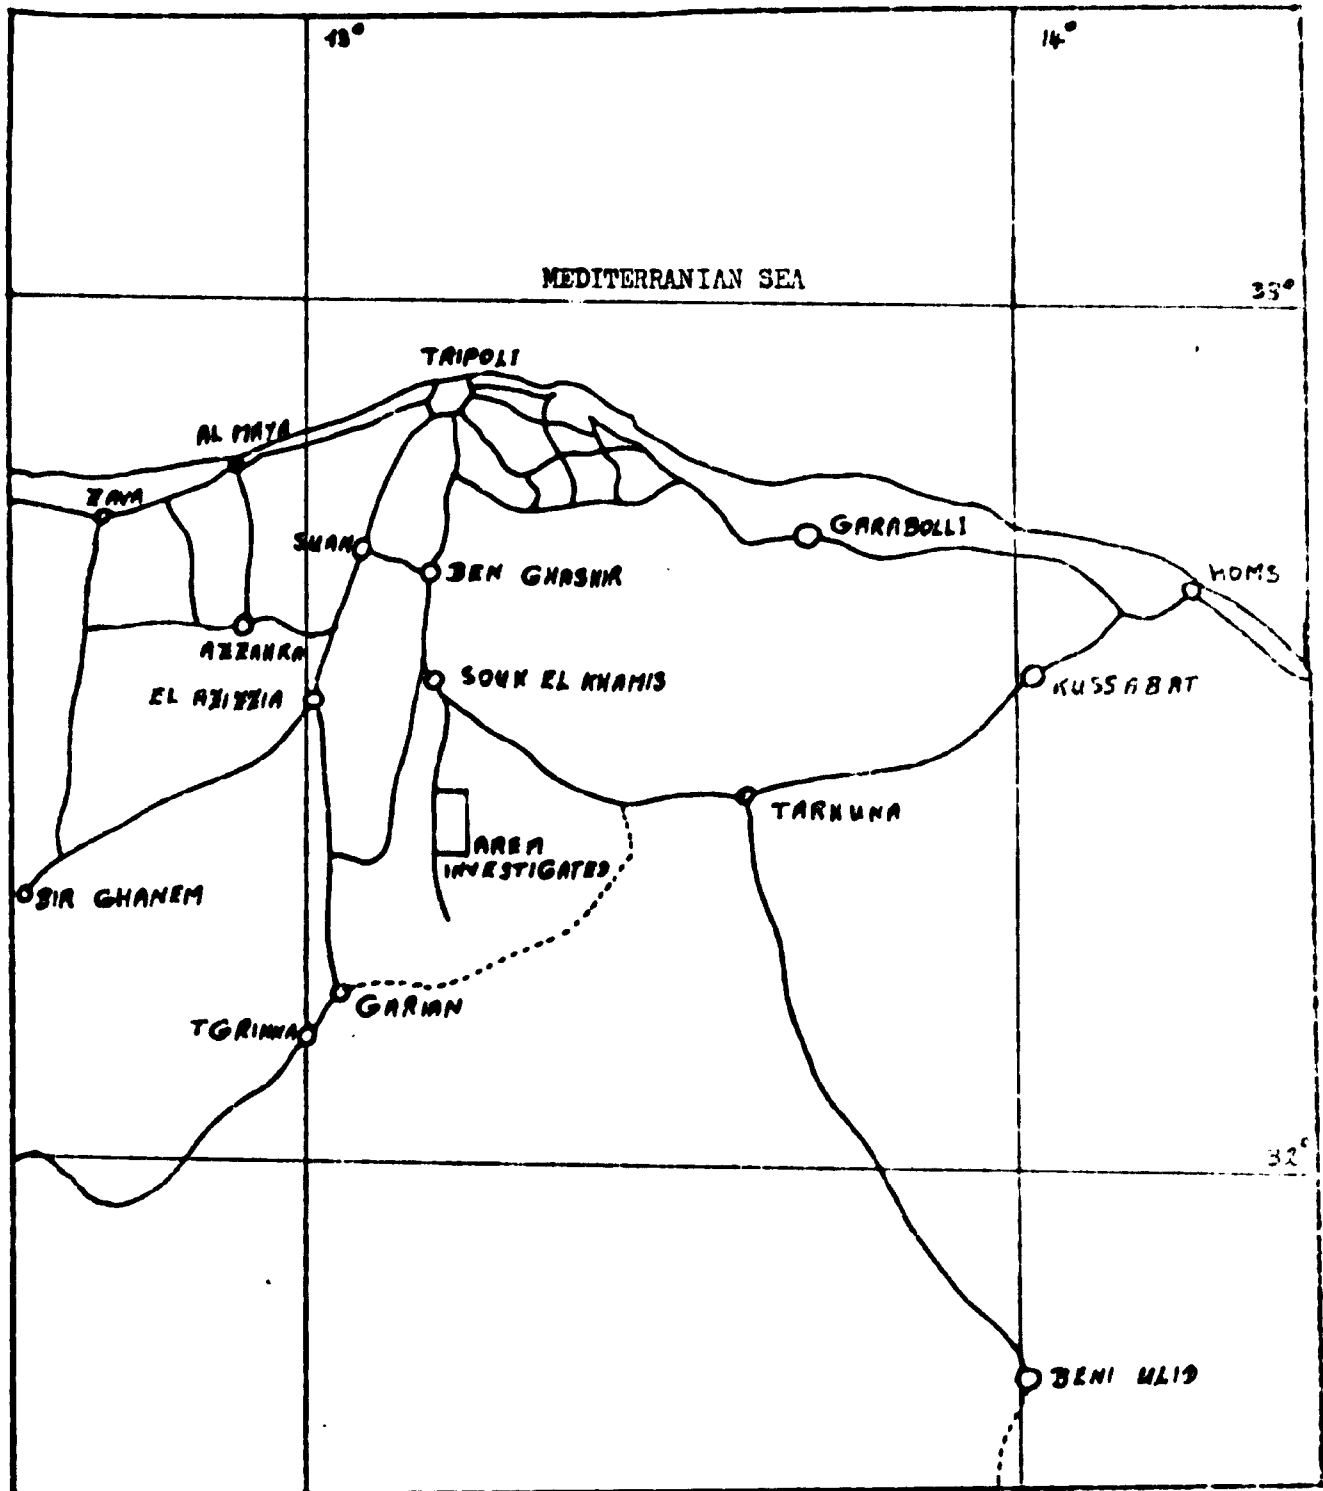 13°
14°
MEDITERRANIAN SEA
33°
TRIPOLI
AL MAYA
ZAVA
SUANI
BEN GHASHIR
GARABOLLI
HOMS
AZZAHRA
EL AZIZZIA
SOUK EL KHAMIS
KUSSABAT
TARHUNA
AREA
INVESTIGATED
BIR GHANEM
GARIAN
TGRINNA
32°
BENI ULID